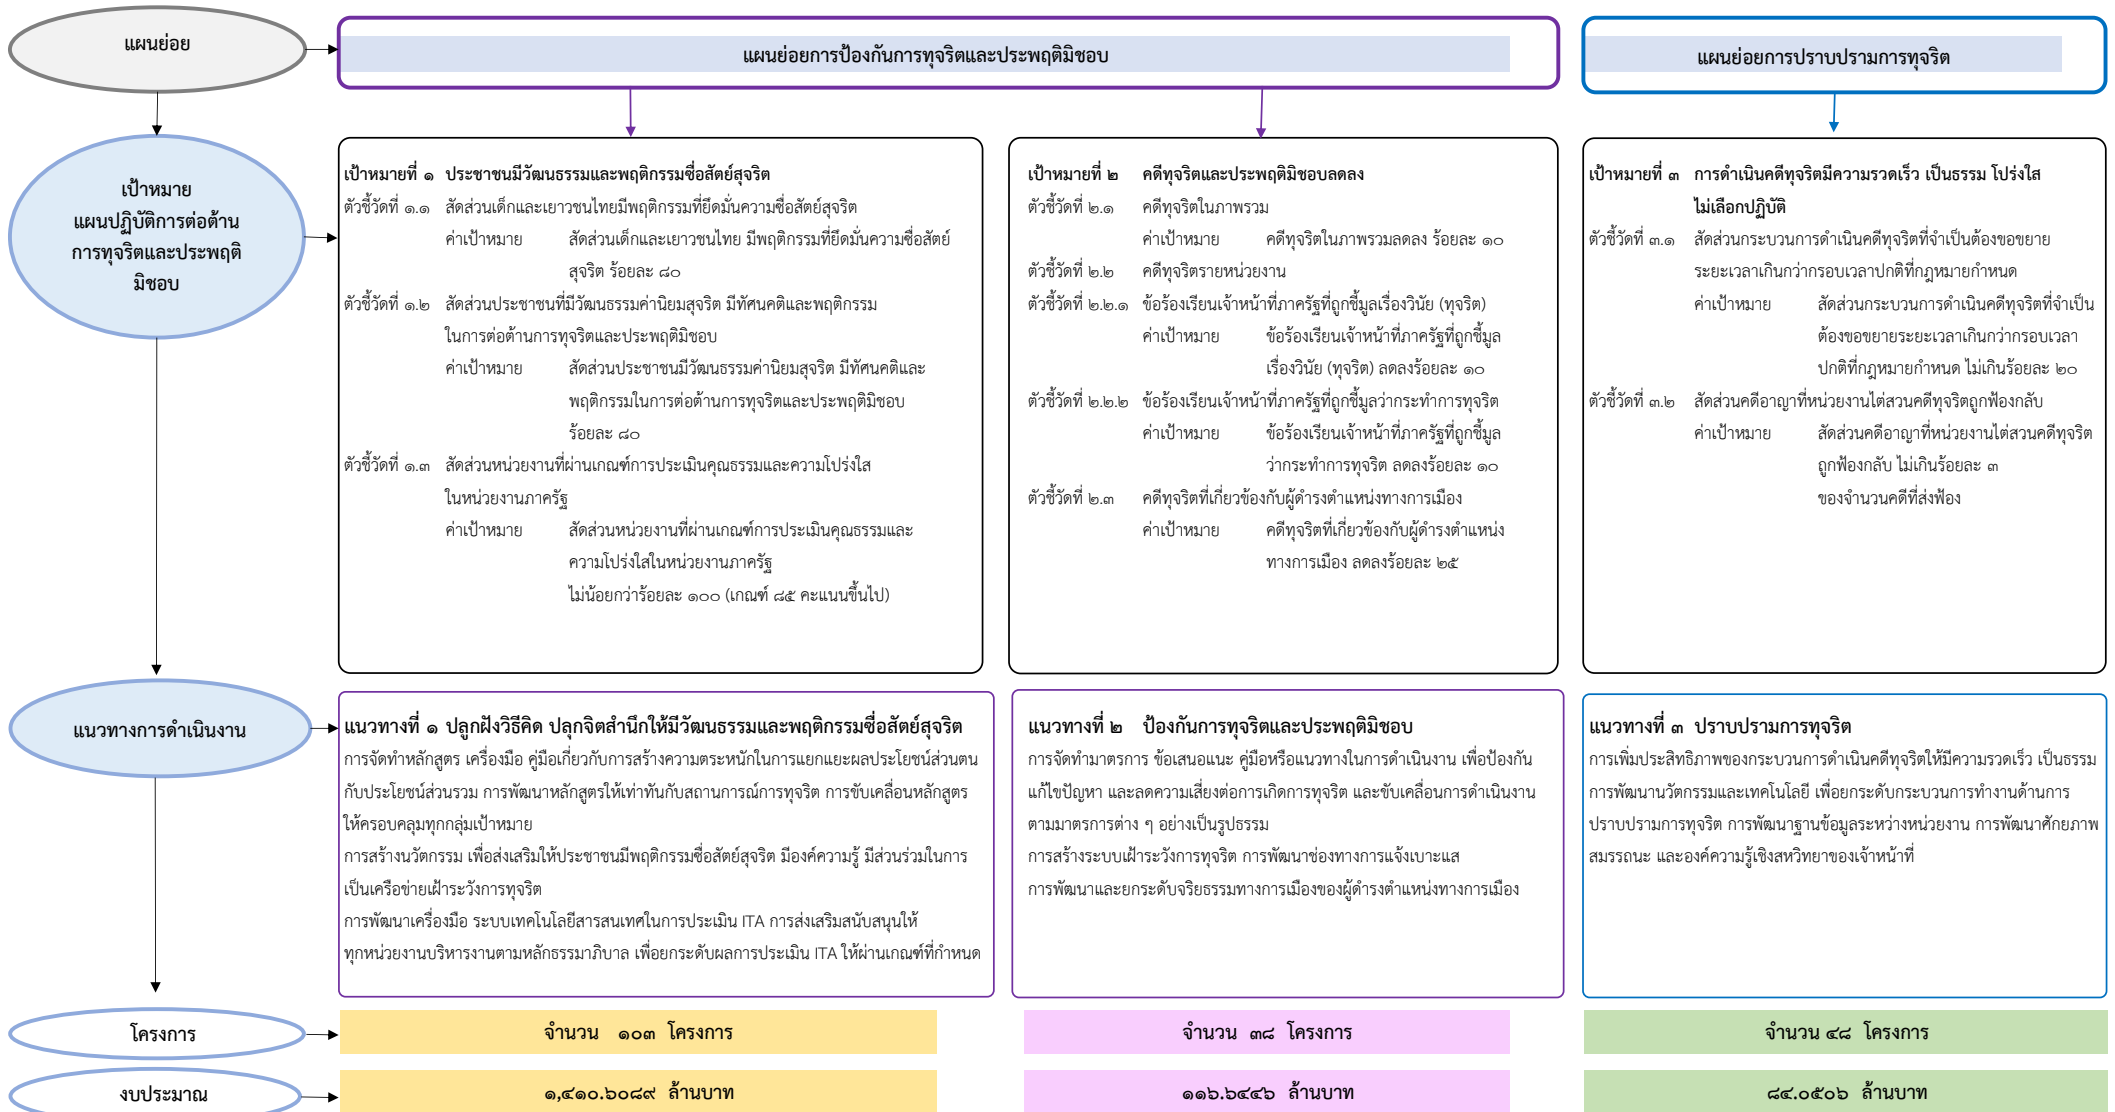 แผนย่อย
แผนย่อยการป้องกันการทุจริตและประพฤติมิชอบ
แผนย่อยการปราบปรามการทุจริต
เป้าหมาย
แผนปฏิบัติการต่อต้าน
การทุจริตและประพฤติ
มิชอบ
เป้าหมายที่ ๑ ประชาชนมีวัฒนธรรมและพฤติกรรมซื่อสัตย์สุจริต
ตัวชี้วัดที่ ๑.๑ สัดส่วนเด็กและเยาวชนไทยมีพฤติกรรมที่ยึดมั่นความซื่อสัตย์สุจริต
ค่าเป้าหมาย สัดส่วนเด็กและเยาวชนไทย มีพฤติกรรมที่ยึดมั่นความซื่อสัตย์
สุจริต ร้อยละ ๘๐
ตัวชี้วัดที่ ๑.๒ สัดส่วนประชาชนที่มีวัฒนธรรมค่านิยมสุจริต มีทัศนคติและพฤติกรรม
ในการต่อต้านการทุจริตและประพฤติมิชอบ
ค่าเป้าหมาย สัดส่วนประชาชนมีวัฒนธรรมค่านิยมสุจริต มีทัศนคติและ
พฤติกรรมในการต่อต้านการทุจริตและประพฤติมิชอบ
ร้อยละ ๘๐
ตัวชี้วัดที่ ๑.๓ สัดส่วนหน่วยงานที่ผ่านเกณฑ์การประเมินคุณธรรมและความโปร่งใส
ในหน่วยงานภาครัฐ
ค่าเป้าหมาย สัดส่วนหน่วยงานที่ผ่านเกณฑ์การประเมินคุณธรรมและ
ความโปร่งใสในหน่วยงานภาครัฐ
ไม่น้อยกว่าร้อยละ ๑๐๐ (เกณฑ์ ๘๕ คะแนนขึ้นไป)
เป้าหมายที่ ๒ คดีทุจริตและประพฤติมิชอบลดลง
ตัวชี้วัดที่ ๒.๑ คดีทุจริตในภาพรวม
ค่าเป้าหมาย คดีทุจริตในภาพรวมลดลง ร้อยละ ๑๐
ตัวชี้วัดที่ ๒.๒ คดีทุจริตรายหน่วยงาน
ตัวชี้วัดที่ ๒.๒.๑ ข้อร้องเรียนเจ้าหน้าที่ภาครัฐที่ถูกชี้มูลเรื่องวินัย (ทุจริต)
ค่าเป้าหมาย ข้อร้องเรียนเจ้าหน้าที่ภาครัฐที่ถูกชี้มูล
เรื่องวินัย (ทุจริต) ลดลงร้อยละ ๑๐
ตัวชี้วัดที่ ๒.๒.๒ ข้อร้องเรียนเจ้าหน้าที่ภาครัฐที่ถูกชี้มูลว่ากระทำการทุจริต
ค่าเป้าหมาย ข้อร้องเรียนเจ้าหน้าที่ภาครัฐที่ถูกชี้มูล
ว่ากระทำการทุจริต ลดลงร้อยละ ๑๐
ตัวชี้วัดที่ ๒.๓ คดีทุจริตที่เกี่ยวข้องกับผู้ดำรงตำแหน่งทางการเมือง
ค่าเป้าหมาย คดีทุจริตที่เกี่ยวข้องกับผู้ดำรงตำแหน่ง
ทางการเมือง ลดลงร้อยละ ๒๕
เป้าหมายที่ ๓ การดำเนินคดีทุจริตมีความรวดเร็ว เป็นธรรม โปร่งใส
ไม่เลือกปฏิบัติ
ตัวชี้วัดที่ ๓.๑ สัดส่วนกระบวนการดำเนินคดีทุจริตที่จำเป็นต้องขอขยาย
ระยะเวลาเกินกว่ากรอบเวลาปกติที่กฎหมายกำหนด
ค่าเป้าหมาย สัดส่วนกระบวนการดำเนินคดีทุจริตที่จำเป็น
ต้องขอขยายระยะเวลาเกินกว่ากรอบเวลา
ปกติที่กฎหมายกำหนด ไม่เกินร้อยละ ๒๐
ตัวชี้วัดที่ ๓.๒ สัดส่วนคดีอาญาที่หน่วยงานไต่สวนคดีทุจริตถูกฟ้องกลับ
ค่าเป้าหมาย สัดส่วนคดีอาญาที่หน่วยงานไต่สวนคดีทุจริต
ถูกฟ้องกลับ ไม่เกินร้อยละ ๓
ของจำนวนคดีที่ส่งฟ้อง
แนวทางการดำเนินงาน
แนวทางที่ ๑ ปลูกฝังวิธีคิด ปลุกจิตสำนึกให้มีวัฒนธรรมและพฤติกรรมซื่อสัตย์สุจริต
การจัดทำหลักสูตร เครื่องมือ คู่มือเกี่ยวกับการสร้างความตระหนักในการแยกแยะผลประโยชน์ส่วนตน
กับประโยชน์ส่วนรวม การพัฒนาหลักสูตรให้เท่าทันกับสถานการณ์การทุจริต การขับเคลื่อนหลักสูตร
ให้ครอบคลุมทุกกลุ่มเป้าหมาย
การสร้างนวัตกรรม เพื่อส่งเสริมให้ประชาชนมีพฤติกรรมซื่อสัตย์สุจริต มีองค์ความรู้ มีส่วนร่วมในการ
เป็นเครือข่ายเฝ้าระวังการทุจริต
การพัฒนาเครื่องมือ ระบบเทคโนโลยีสารสนเทศในการประเมิน ITA การส่งเสริมสนับสนุนให้
ทุกหน่วยงานบริหารงานตามหลักธรรมาภิบาล เพื่อยกระดับผลการประเมิน ITA ให้ผ่านเกณฑ์ที่กำหนด
แนวทางที่ ๒ ป้องกันการทุจริตและประพฤติมิชอบ
การจัดทำมาตรการ ข้อเสนอแนะ คู่มือหรือแนวทางในการดำเนินงาน เพื่อป้องกัน
แก้ไขปัญหา และลดความเสี่ยงต่อการเกิดการทุจริต และขับเคลื่อนการดำเนินงาน
ตามมาตรการต่าง ๆ อย่างเป็นรูปธรรม
การสร้างระบบเฝ้าระวังการทุจริต การพัฒนาช่องทางการแจ้งเบาะแส
การพัฒนาและยกระดับจริยธรรมทางการเมืองของผู้ดำรงตำแหน่งทางการเมือง
แนวทางที่ ๓ ปราบปรามการทุจริต
การเพิ่มประสิทธิภาพของกระบวนการดำเนินคดีทุจริตให้มีความรวดเร็ว เป็นธรรม
การพัฒนานวัตกรรมและเทคโนโลยี เพื่อยกระดับกระบวนการทำงานด้านการ
ปราบปรามการทุจริต การพัฒนาฐานข้อมูลระหว่างหน่วยงาน การพัฒนาศักยภาพ
สมรรถนะ และองค์ความรู้เชิงสหวิทยาของเจ้าหน้าที่
โครงการ
จำนวน ๑๐๓ โครงการ
จำนวน ๓๘ โครงการ
จำนวน ๔๘ โครงการ
งบประมาณ
๑,๔๑๐.๖๐๘๙ ล้านบาท
๑๑๖.๖๔๔๖ ล้านบาท
๘๔.๐๕๐๖ ล้านบาท